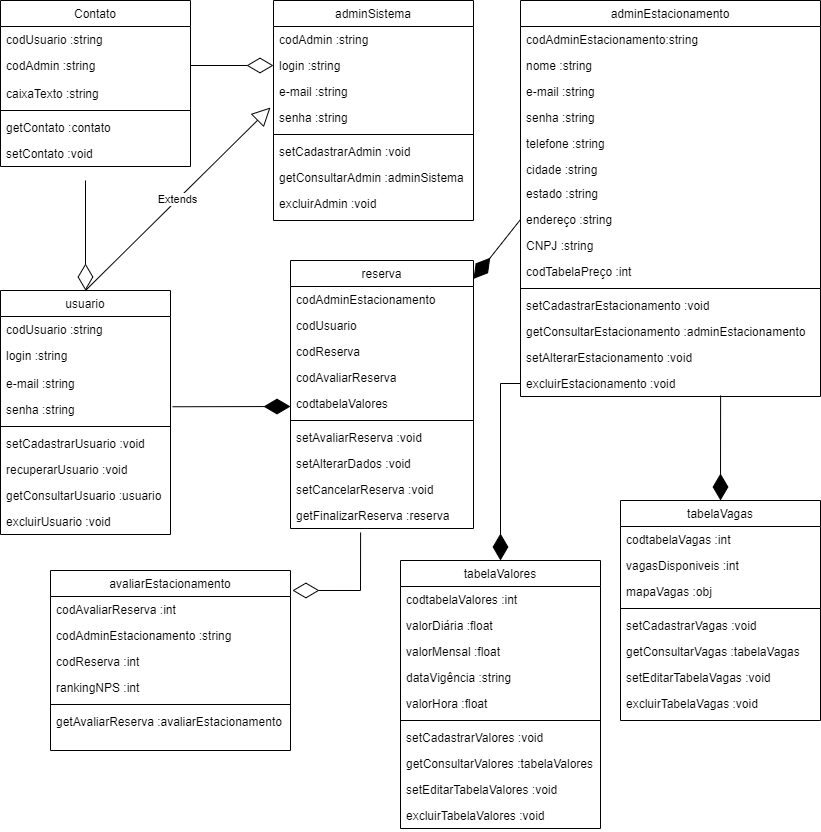 Contato
codUsuario :string
codAdmin :string
caixaTexto :string
getContato :contato
setContato :void
adminSistema
codAdmin :string
login :string
e-mail :string
senha :string
setCadastrarAdmin :void
getConsultarAdmin :adminSistema
excluirAdmin :void
adminEstacionamento
codAdminEstacionamento:string
nome :string
e-mail :string
senha :string
telefone :string
cidade :string
estado :string
endereço :string
CNPJ :string
codTabelaPreço :int
setCadastrarEstacionamento :void
getConsultarEstacionamento :adminEstacionamento
setAlterarEstacionamento :void
excluirEstacionamento :void
Extends
usuario
codUsuario :string
login :string
e-mail :string
senha :string
setCadastrarUsuario :void
recuperarUsuario :void
getConsultarUsuario :usuario
excluirUsuario :void
reserva
codAdminEstacionamento
codUsuario
codReserva
codAvaliarReserva
codtabelaValores
setAvaliarReserva :void
setAlterarDados :void
setCancelarReserva :void
getFinalizarReserva :reserva
avaliarEstacionamento
codAvaliarReserva :int
codAdminEstacionamento :string
codReserva :int
rankingNPS :int
getAvaliarReserva :avaliarEstacionamento
tabelaValores
codtabelaValores :int
valorDiária :float
valorMensal :float
dataVigência :string
valorHora :float
setCadastrarValores :void
getConsultarValores :tabelaValores
setEditarTabelaValores :void
excluirTabelaValores :void
tabelaVagas
codtabelaVagas :int
vagasDisponiveis :int
mapaVagas :obj
setCadastrarVagas :void
getConsultarVagas :tabelaVagas
setEditarTabelaVagas :void
excluirTabelaVagas :void